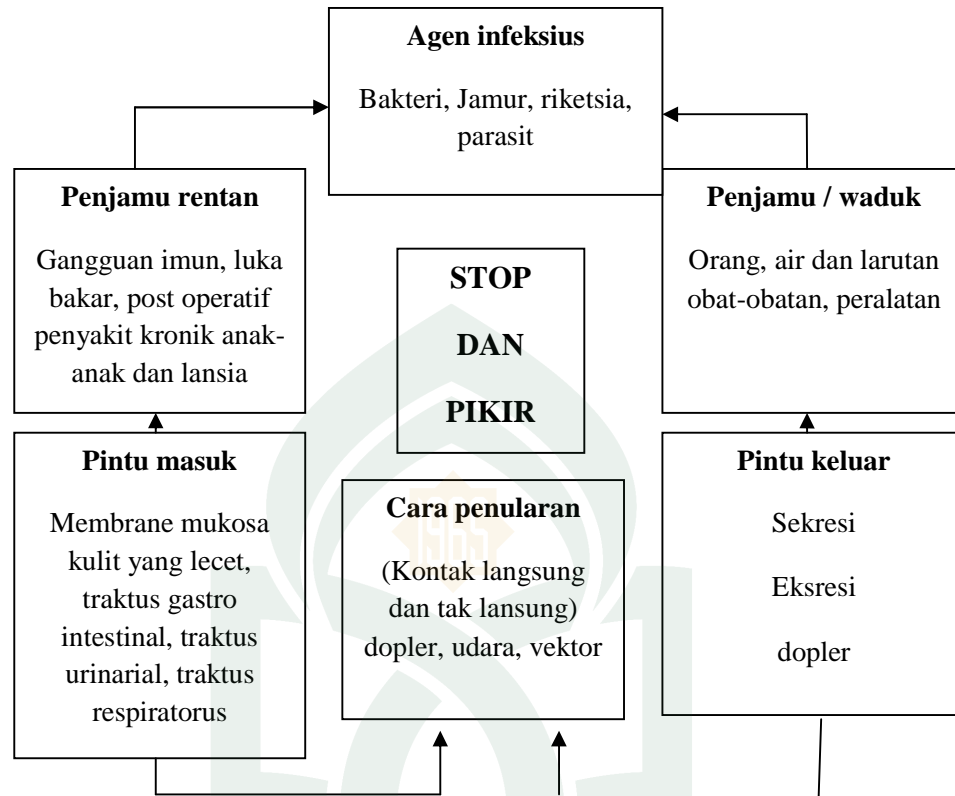 Agen infeksius
Bakteri, Jamur, riketsia,
parasit
Penjamu rentan
Gangguan imun, luka
bakar, post operatif
penyakit kronik anak-
anak dan lansia
Penjamu / waduk
Orang, air dan larutan
obat-obatan, peralatan
STOP
DAN
PIKIR
Pintu masuk
Membrane mukosa
kulit yang lecet,
traktus gastro
intestinal, traktus
urinarial, traktus
respiratorus
Cara penularan
(Kontak langsung
dan tak lansung)
dopler, udara, vektor
Pintu keluar
Sekresi
Eksresi
dopler
1965